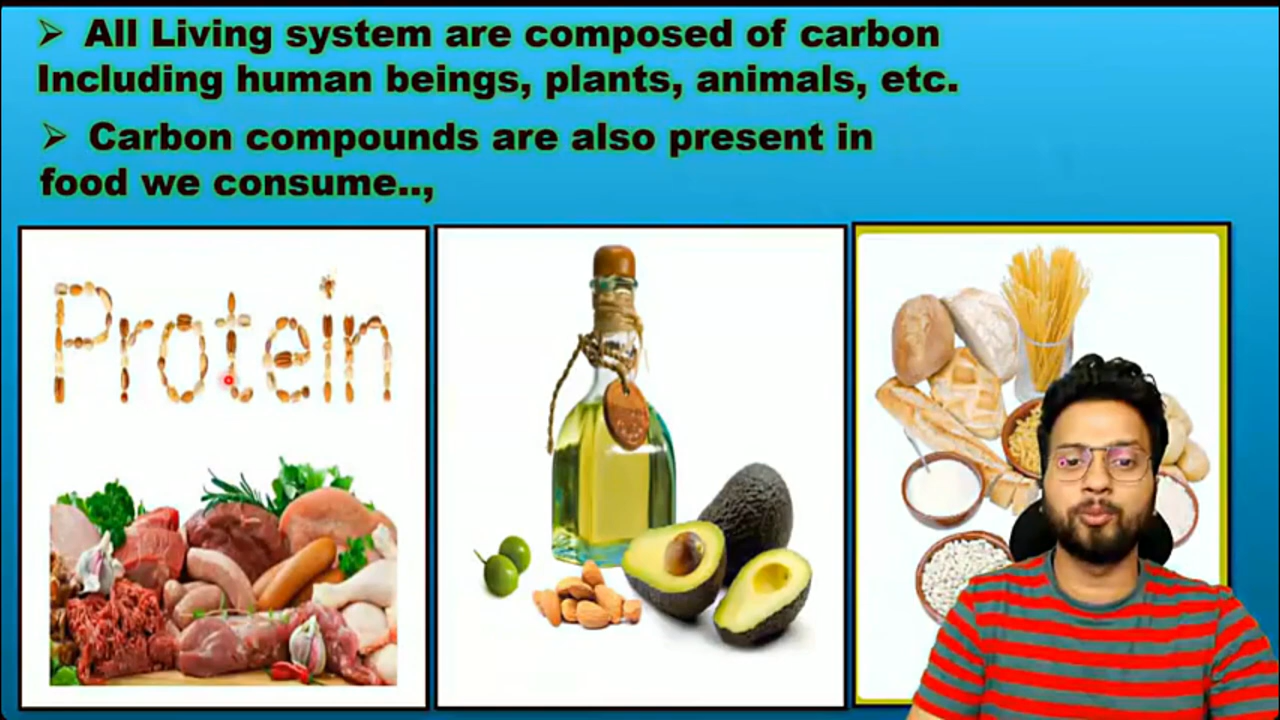 ➢ All Living system are composed of carbon
Including human beings, plants, animals, etc.
➢ Carbon compounds are also present in
food we consume..,
Protein